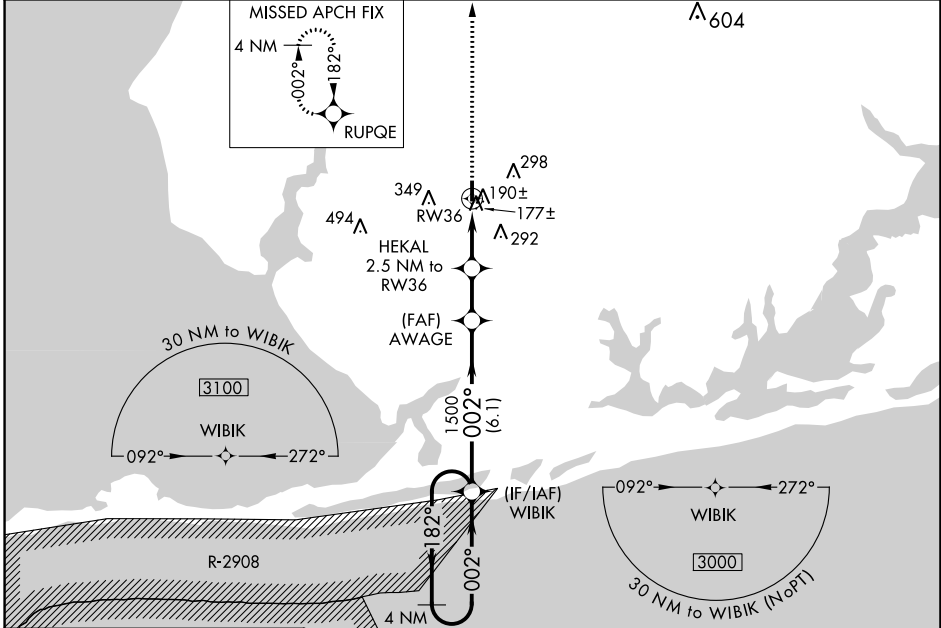 MISSED APCH FIX
4 NM
002°
182°
RUPQE
604
298
349
190±
RW36
177±
494
292
HEKAL
2.5 NM to
RW36
(FAF)
AWAGE
30 NM to WIBIK
3100
WIBIK
092°
272°
1500
002°
(6.1)
(IF/IAF)
WIBIK
092°
272°
WIBIK
3000
30 NM to WIBIK (NoPT)
182°
002°
R-2908
4 NM